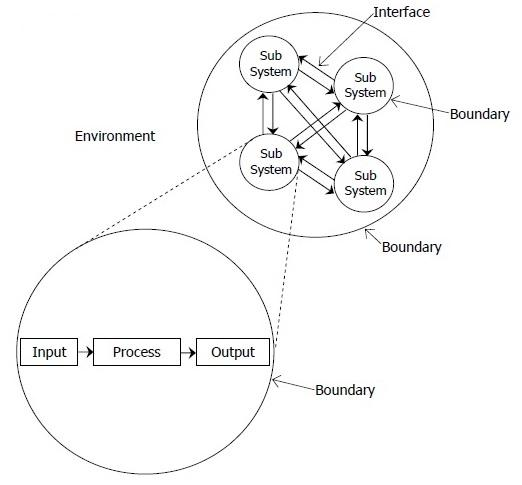 Interface
Sub
System
Sub
System
Boundary
Environment
Sub
System
Sub
System
Boundary
Input
Process
Output
Boundary